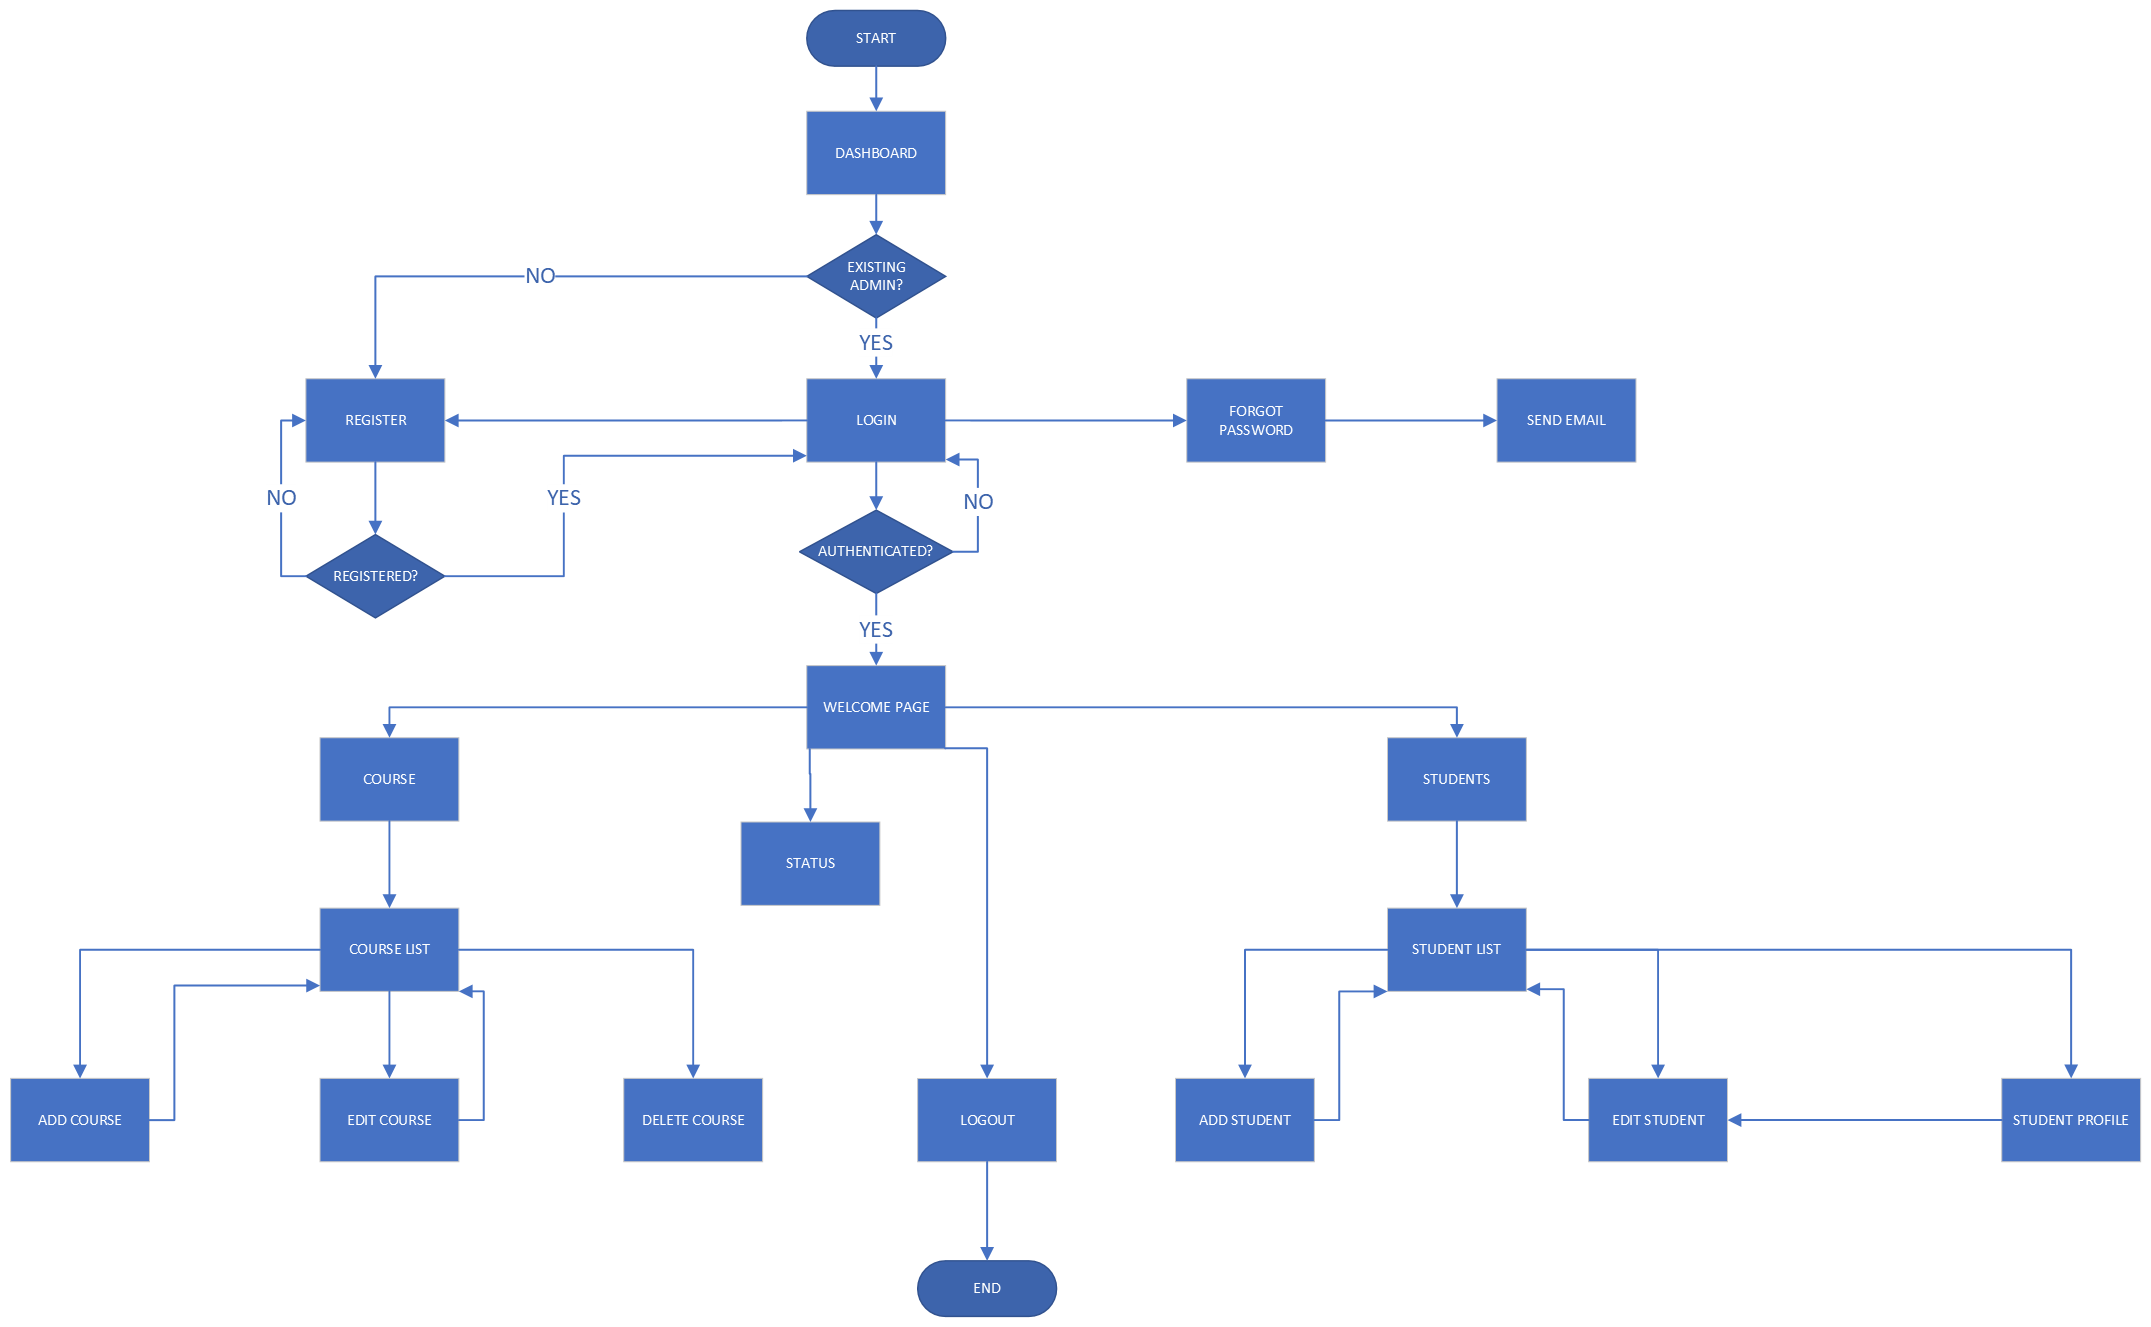 START
DASHBOARD
EXISTING
ADMIN?
NO
YES
REGISTER
LOGIN
FORGOT
PASSWORD
SEND EMAIL
NO
YES
NO
REGISTERED?
AUTHENTICATED?
YES
WELCOME PAGE
COURSE
STUDENTS
STATUS
COURSE LIST
STUDENT LIST
ADD COURSE
EDIT COURSE
DELETE COURSE
LOGOUT
ADD STUDENT
EDIT STUDENT
STUDENT PROFILE
END